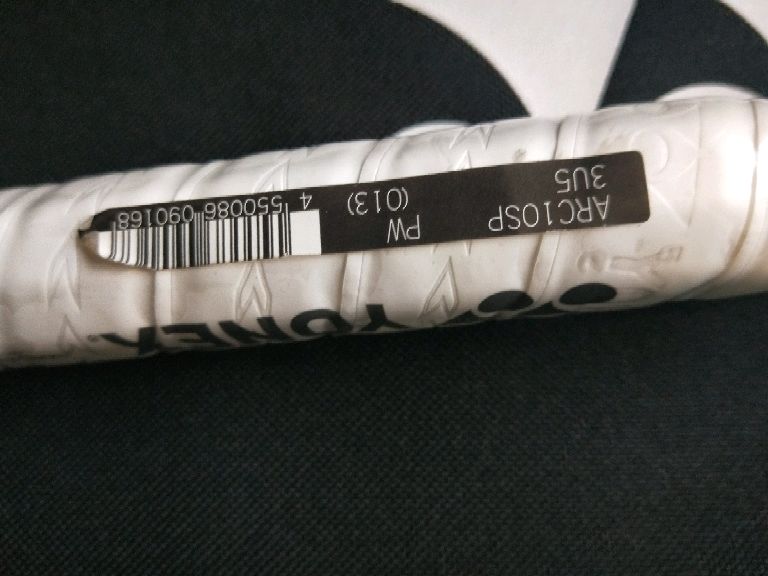 ARC10SP PW
3U5 (013)
4 550086 090168
YONEX